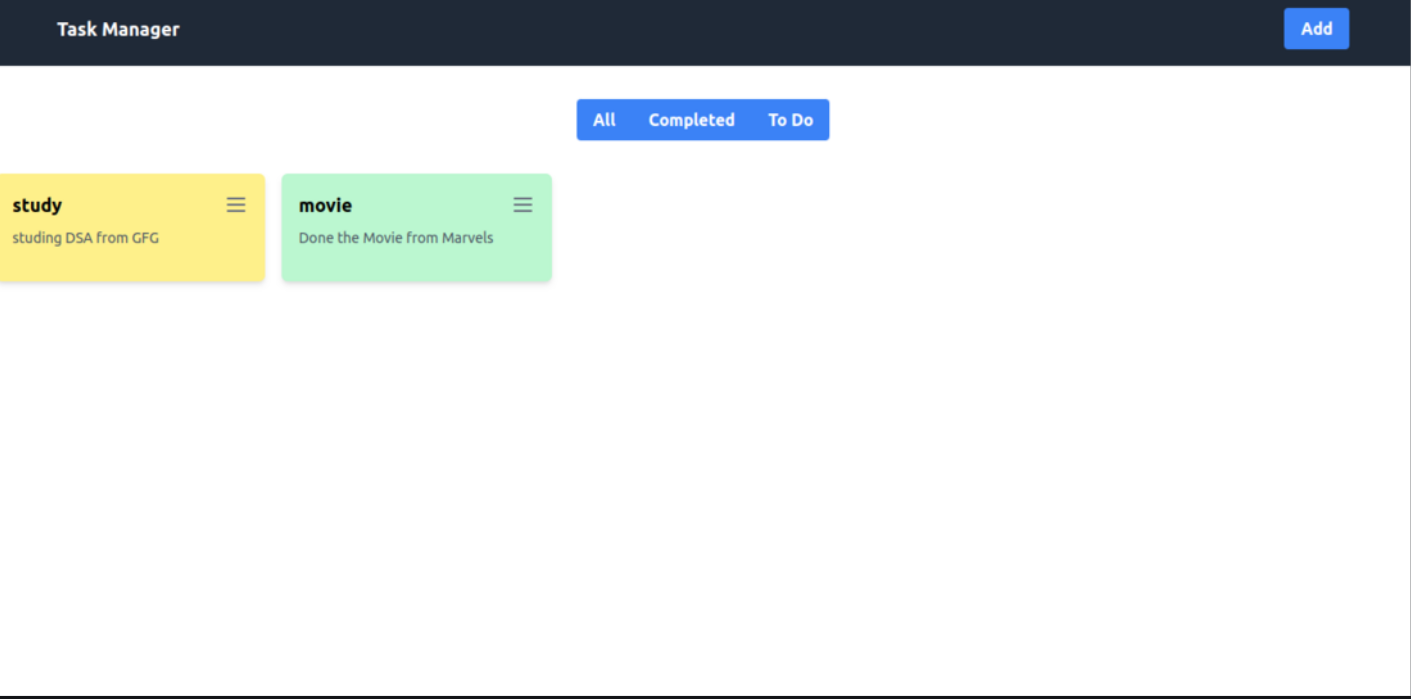 Task Manager
Add
All Completed To Do
study
studing DSA from GFG
movie
Done the Movie from Marvels